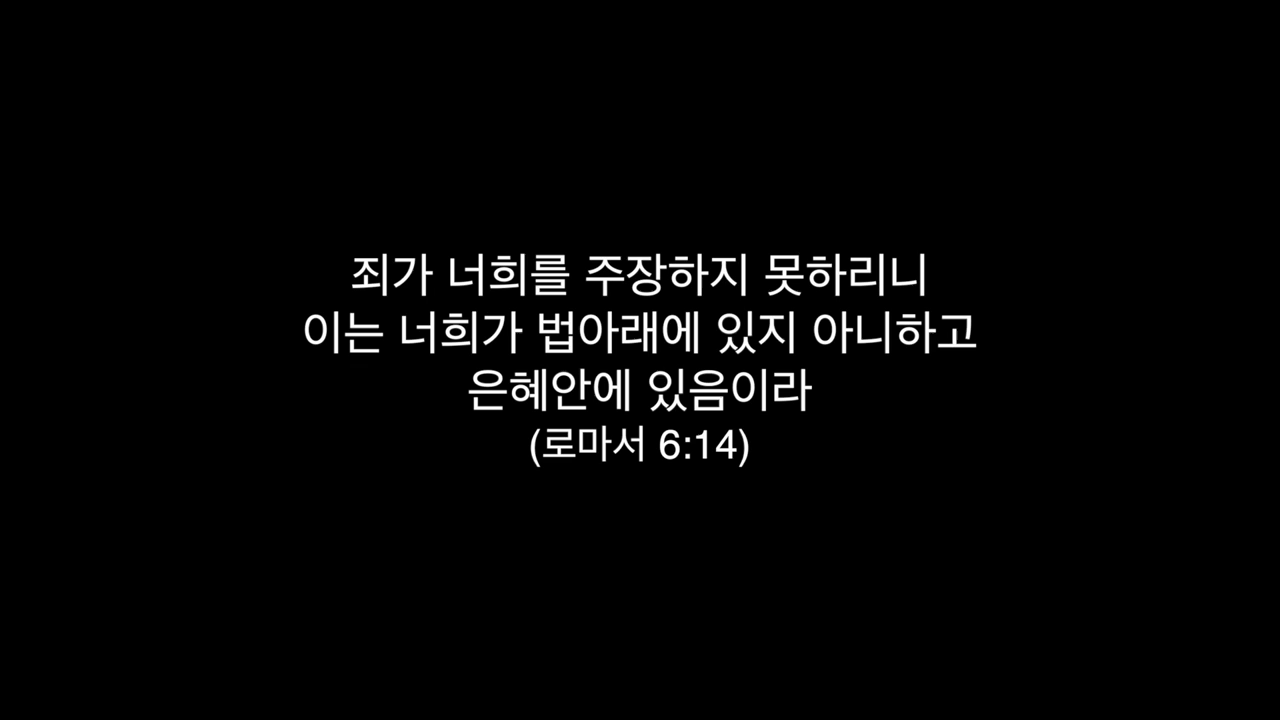 죄가 너희를 주장하지 못하리니
이는 너희가 법아래에 있지 아니하고
은혜안에 있음이라
(로마서 6:14)